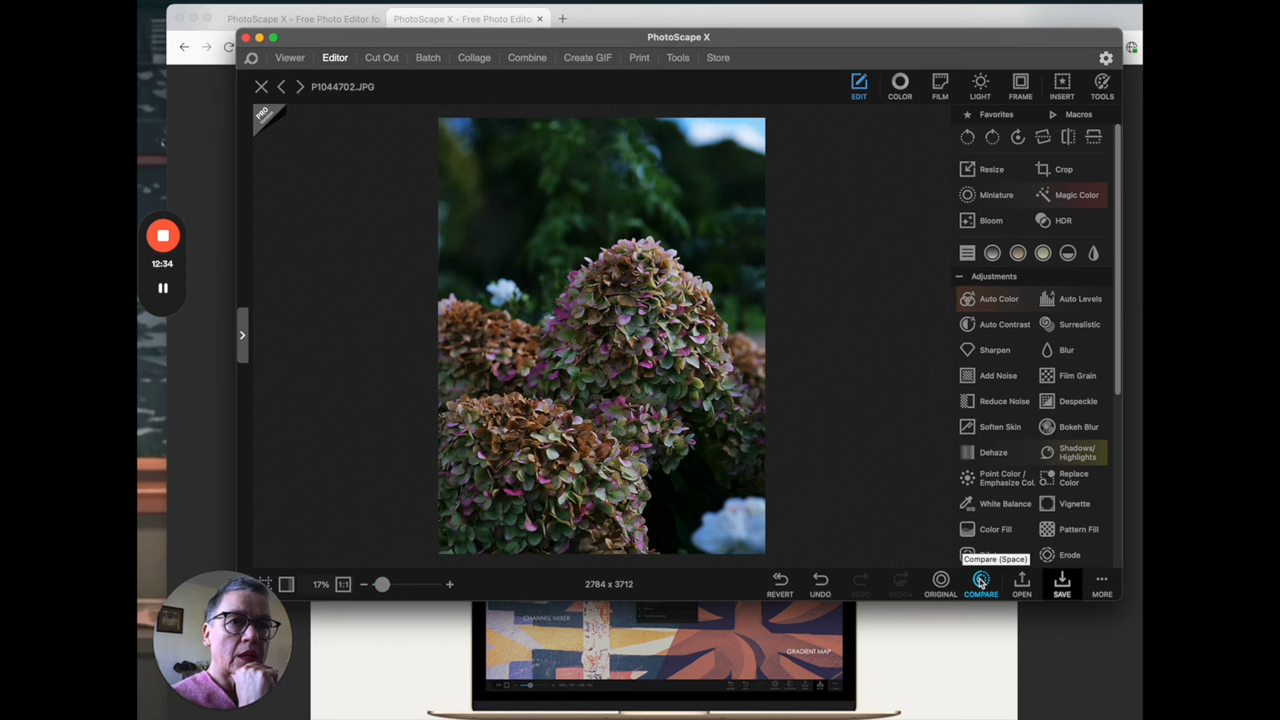 PhotoScape X - Free Photo Editor fo
PhotoScape X - Free Photo Edito
PhotoScape X
Viewer Editor Cut Out Batch Collage Combine Create GIF Print Tools Store
P1044702.JPG
EDIT COLOR FILM LIGHT FRAME INSERT TOOLS
PRO
Favorites Macros
Resize Crop
Miniature Magic Color
Bloom HDR
Adjustments
12:34
Auto Color Auto Levels
Auto Contrast Surrealistic
Sharpen Blur
Add Noise Film Grain
Reduce Noise Despeckle
Soften Skin Bokeh Blur
Dehaze Shadows/
Highlights
Point Color / Replace
Emphasize Col. Color
White Balance Vignette
Color Fill Pattern Fill
Erode
Compare (Space)
17% 1:1 2784 x 3712
REVERT UNDO REDO REDO+ ORIGINAL COMPARE OPEN SAVE MORE
CHANNEL MIXER
GRADIENT MAP